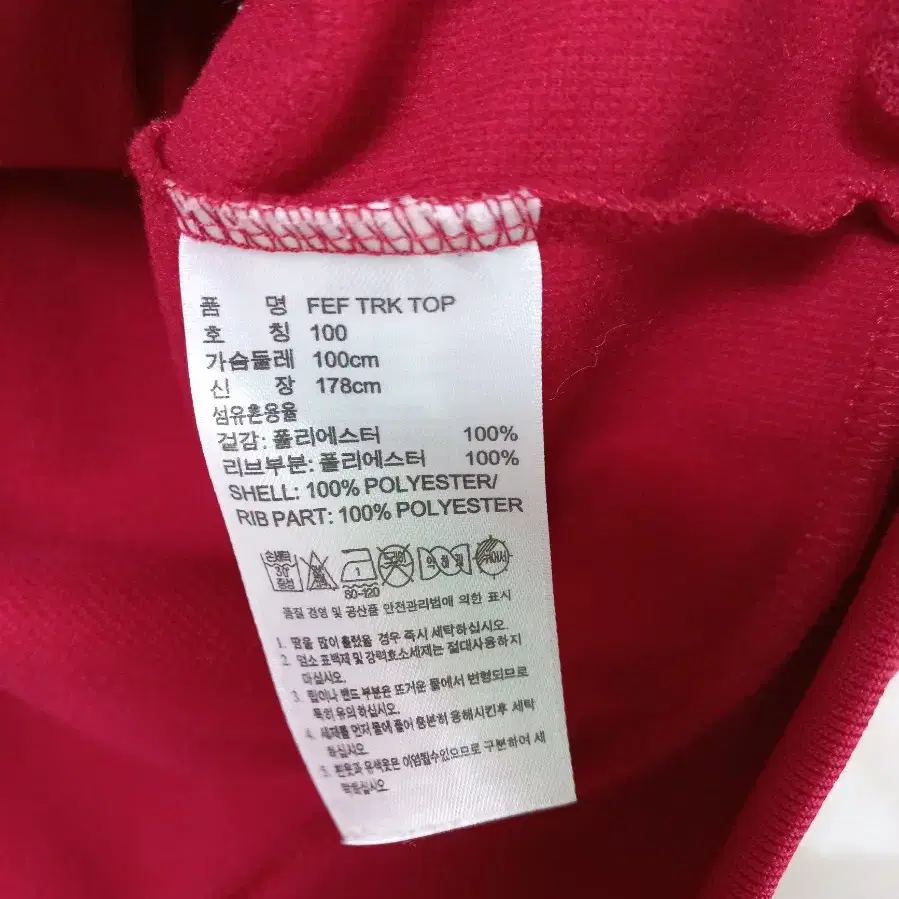 품 명 FEF TRK TOP
호 칭 100
가슴둘레 100cm
신 장 178cm
섬유혼용율
겉감: 폴리에스터 100%
리브부분: 폴리에스터 100%
SHELL: 100% POLYESTER/
RIB PART: 100% POLYESTER
30 중성 1
80-120
품질 경영 및 공산품 안전관리법에 의한 표시
1. 땀을 많이 흘렸을 경우 즉시 세탁하십시오.
2. 염소 표백제 및 강력효소세제는 절대사용하지
마십시오.
3. 립이나 밴드 부분은 뜨거운 물에서 변형되므로
특히 유의 하십시오.
4. 세제를 먼저 물에 풀어 충분히 용해시킨후 세탁
하십시오.
5. 흰옷과 유색옷은 이염될수있으므로 구분하여 세
탁하십시오